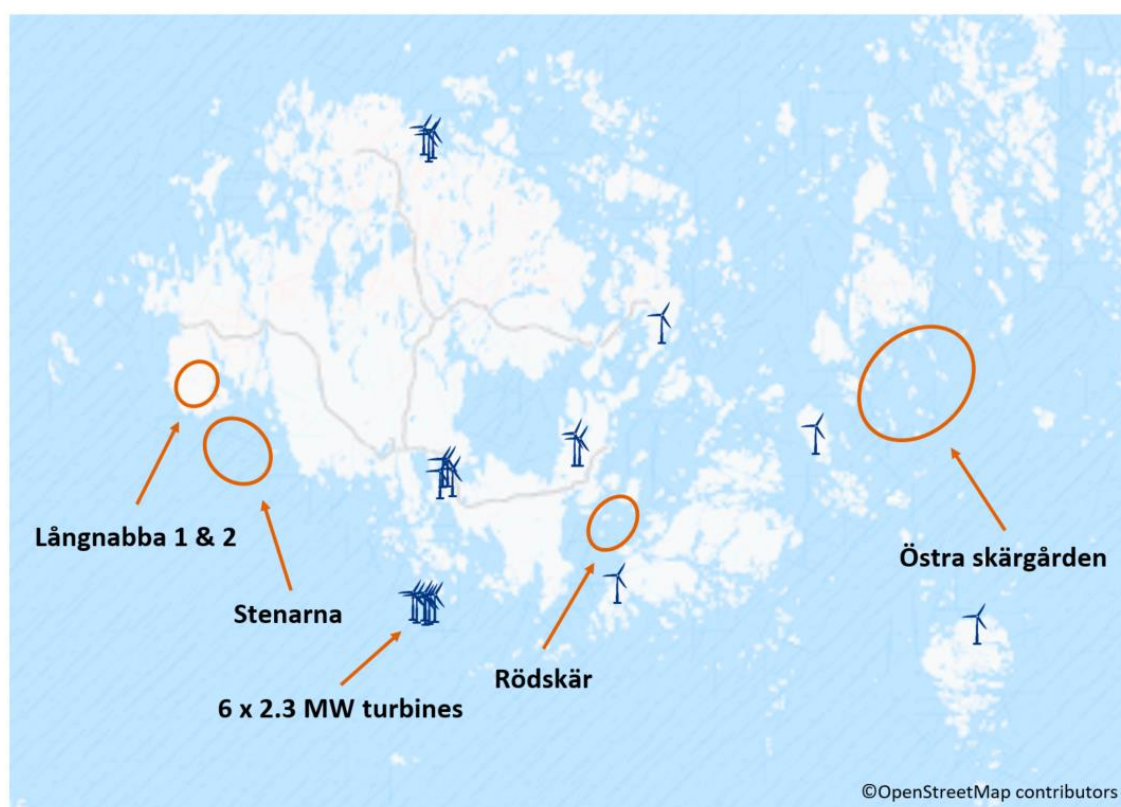 Långnabba 1 & 2
Östra skärgården
Stenarna
Rödskär
6 x 2.3 MW turbines
©OpenStreetMap contributors